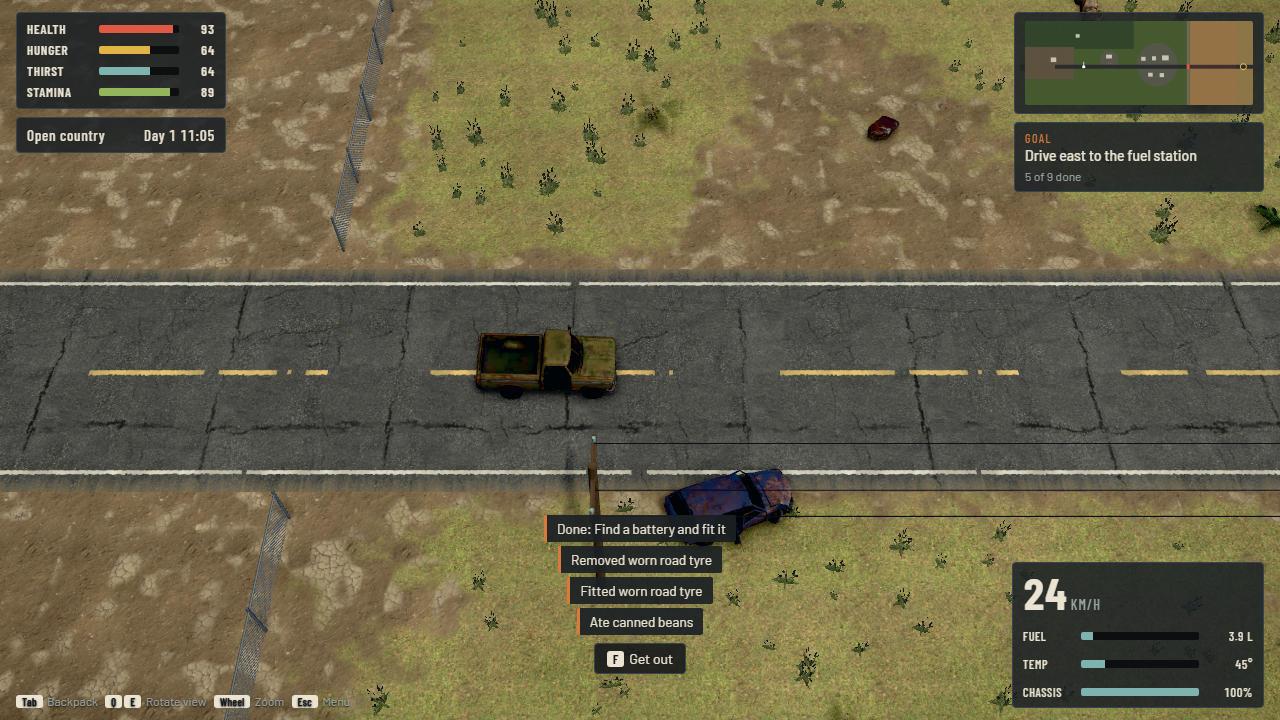 HEALTH 93
HUNGER 64
THIRST 64
STAMINA 89
Open country Day 1 11:05
GOAL
Drive east to the fuel station
5 of 9 done
Done: Find a battery and fit it
Removed worn road tyre
Fitted worn road tyre
Ate canned beans
F Get out
24 KM/H
FUEL 3.9 L
TEMP 45°
CHASSIS 100%
Tab Backpack Q E Rotate view Wheel Zoom Esc Menu